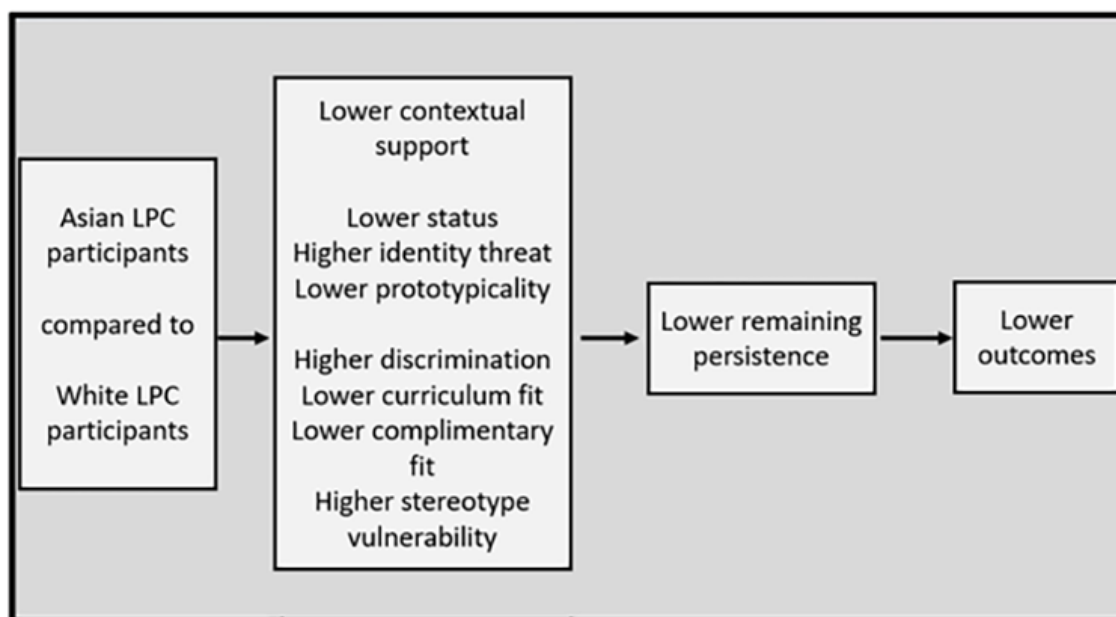 Asian LPC
participants
compared to
White LPC
participants
Lower contextual
support
Lower status
Higher identity threat
Lower prototypicality
Higher discrimination
Lower curriculum fit
Lower complimentary
fit
Higher stereotype
vulnerability
Lower remaining
persistence
Lower
outcomes